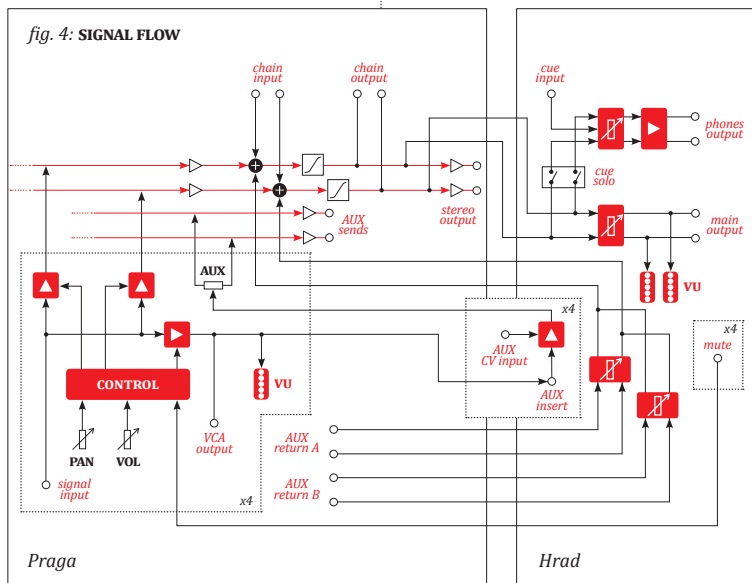 fig. 4: SIGNAL FLOW
chain
input
chain
output
cue
input
phones
output
cue
solo
AUX
sends
stereo
output
main
output
AUX
VU
x4
x4
mute
AUX
CV input
CONTROL
VU
AUX
insert
VCA
output
AUX
return A
PAN
VOL
AUX
return B
signal
input
x4
Praga
Hrad